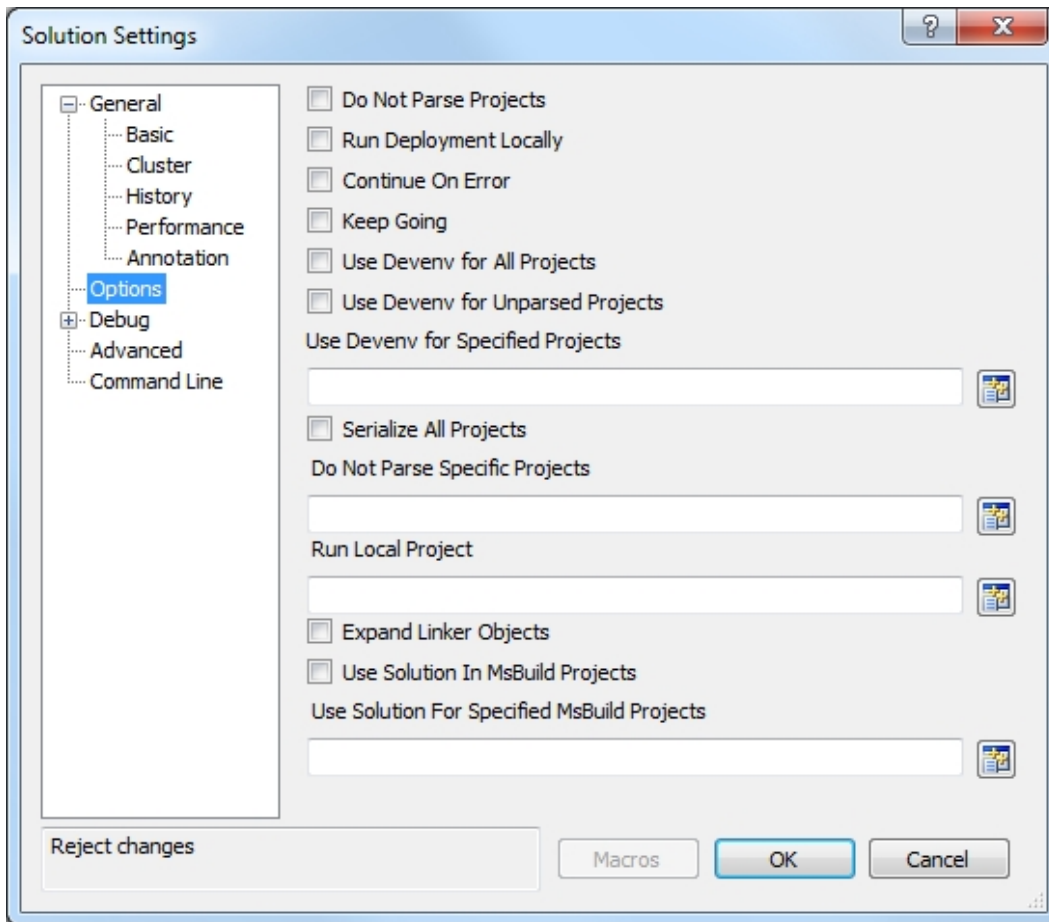 Solution Settings
General
Basic
Cluster
History
Performance
Annotation
Options
Debug
Advanced
Command Line
Do Not Parse Projects
Run Deployment Locally
Continue On Error
Keep Going
Use Devenv for All Projects
Use Devenv for Unparsed Projects
Use Devenv for Specified Projects
Serialize All Projects
Do Not Parse Specific Projects
Run Local Project
Expand Linker Objects
Use Solution In MsBuild Projects
Use Solution For Specified MsBuild Projects
Reject changes
Macros
OK
Cancel